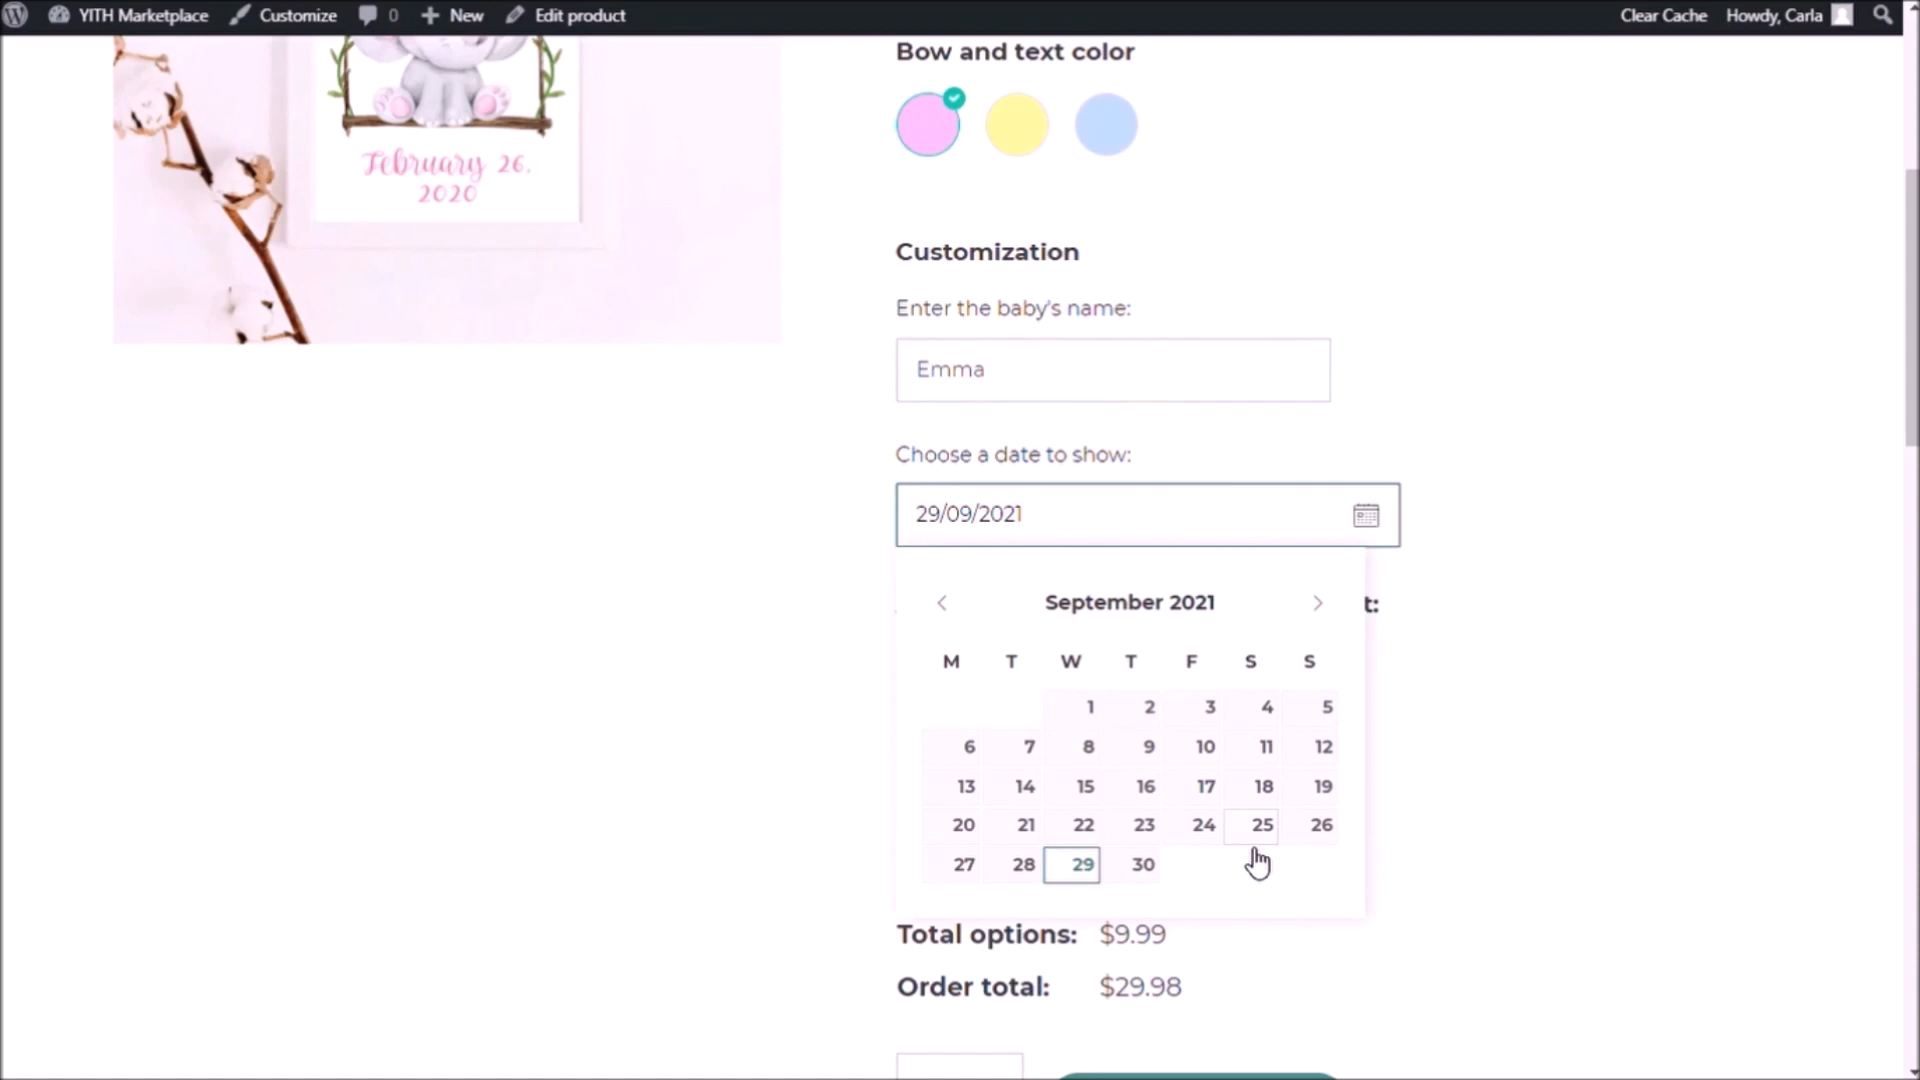 YITH Marketplace Customize 0 New Edit product Clear Cache Howdy, Carla
February 26,
2020
Bow and text color
Customization
Enter the baby's name:
Emma
Choose a date to show:
29/09/2021
September 2021
t:
M T W T F S S
1 2 3 4 5
6 7 8 9 10 11 12
13 14 15 16 17 18 19
20 21 22 23 24 25 26
27 28 29 30
Total options: $9.99
Order total: $29.98